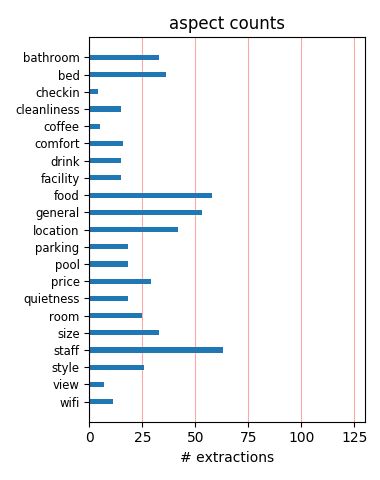 aspect counts
bathroom
bed
checkin
cleanliness
coffee
comfort
drink
facility
food
general
location
parking
pool
price
quietness
room
size
staff
style
view
wifi
0 25 50 75 100 125
# extractions